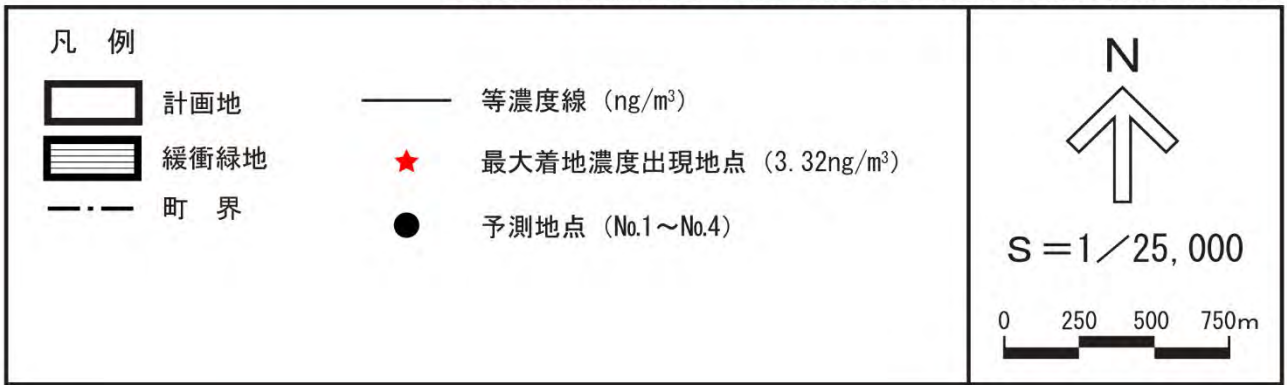 凡 例
計画地
緩衝緑地
町 界
等濃度線 (ng/m³)
最大着地濃度出現地点 (3.32ng/m³)
予測地点 (No.1～No.4)
N
S＝1／25,000
0 250 500 750m